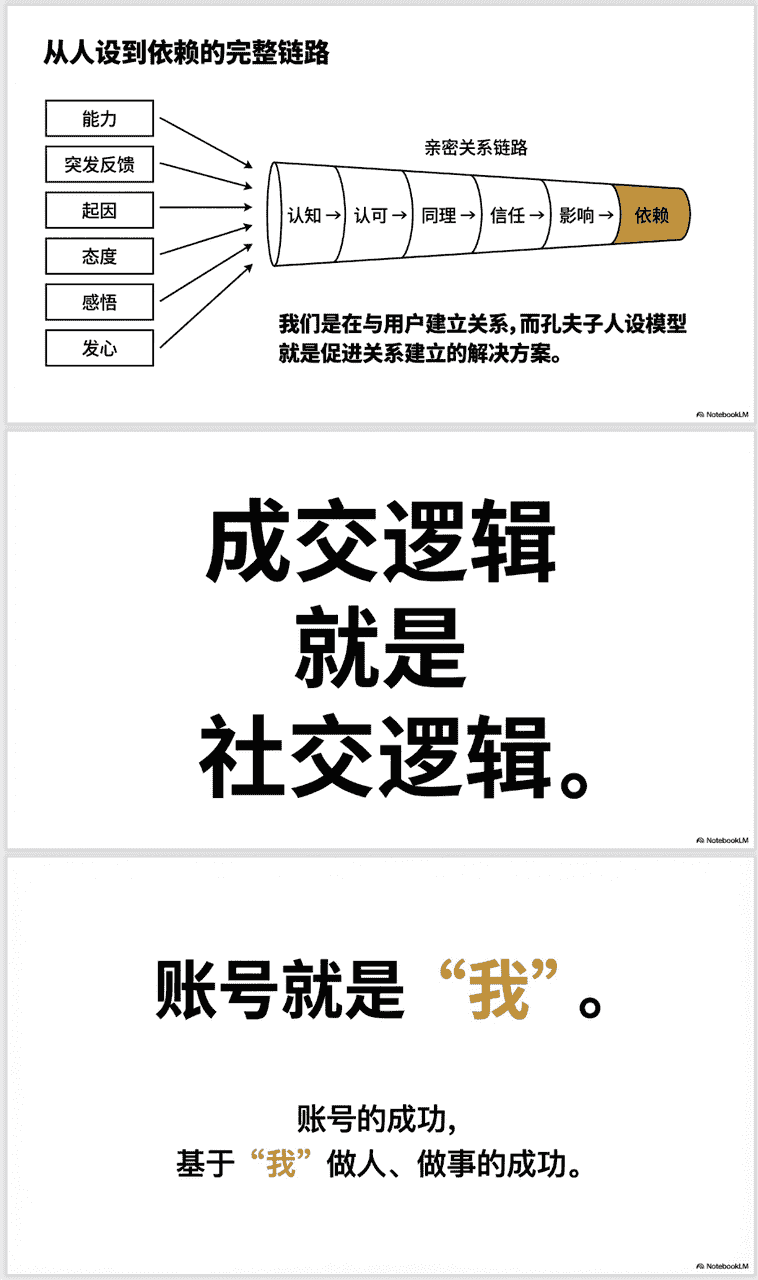 从人设到依赖的完整链路
能力
突发反馈
起因
态度
感悟
发心
亲密关系链路
认知→认可→同理→信任→影响→依赖
我们是在与用户建立关系,而孔夫子人设模型
就是促进关系建立的解决方案。
NotebookLM
成交逻辑
就是
社交逻辑。
NotebookLM
账号就是“我”。
账号的成功,
基于“我”做人、做事的成功。
NotebookLM